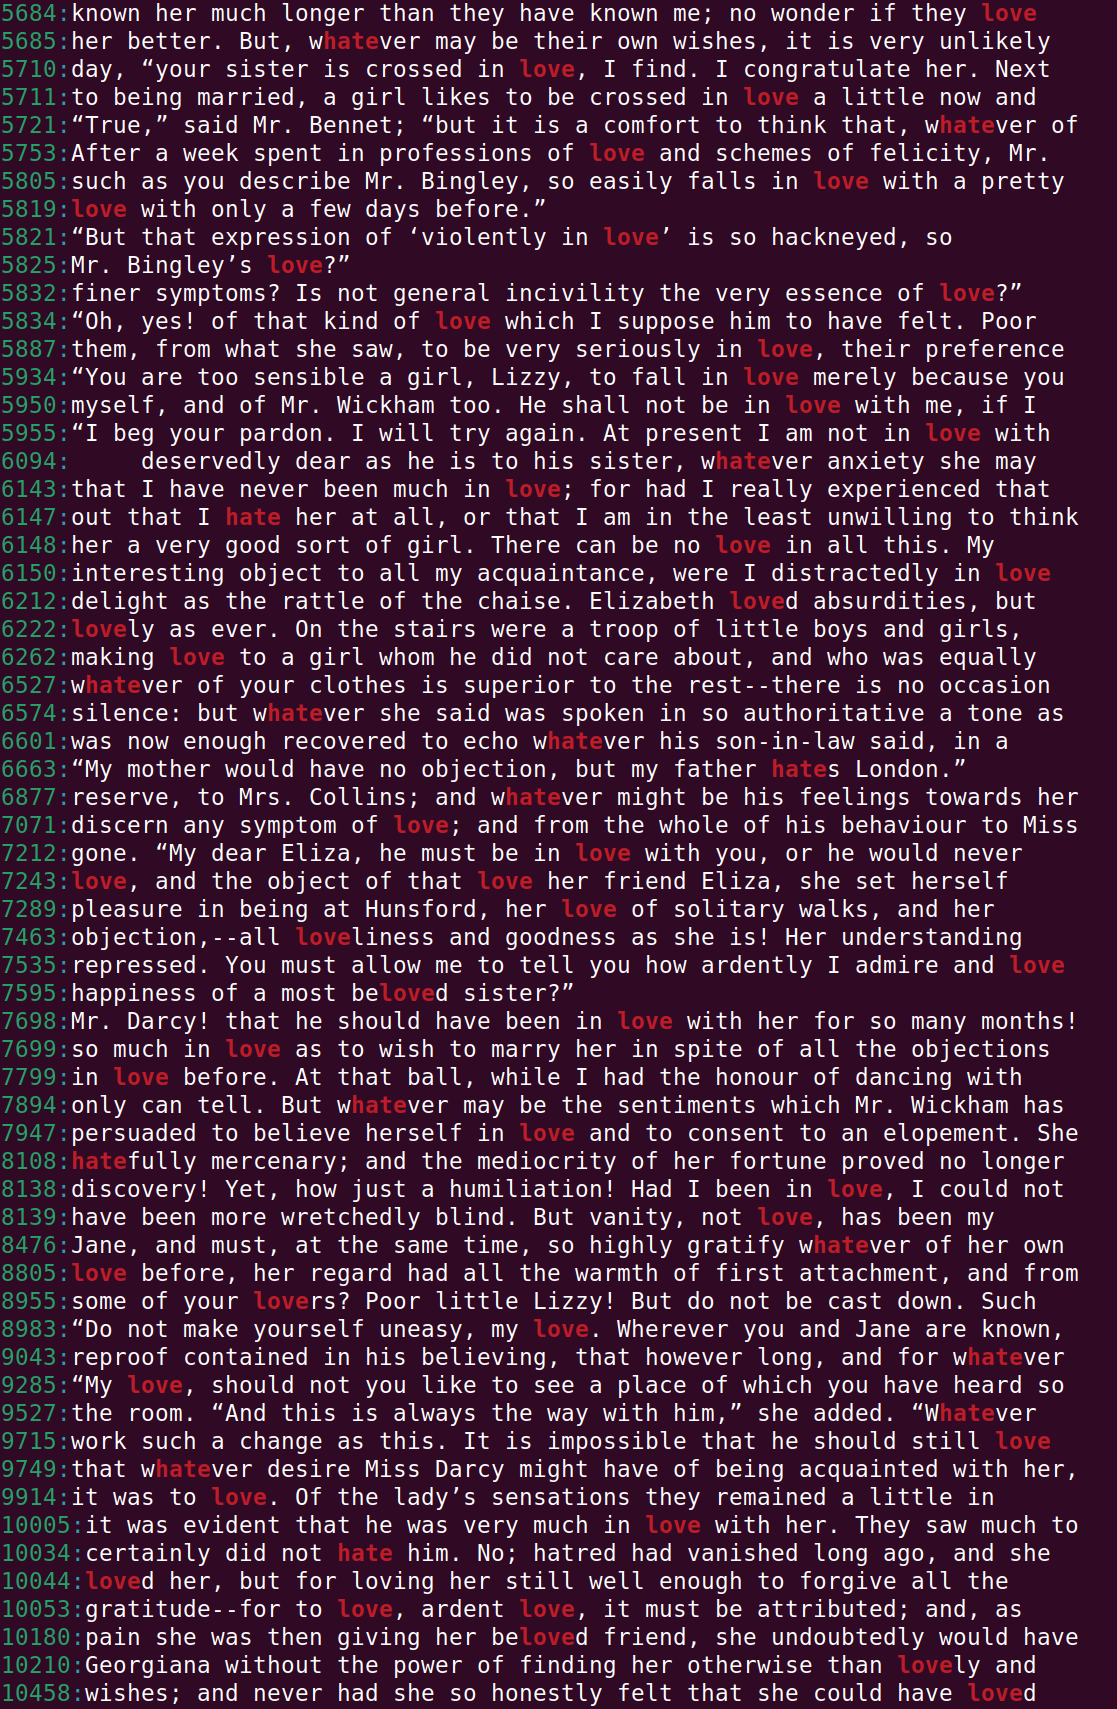 5684:known her much longer than they have known me; no wonder if they love
5685:her better. But, whatever may be their own wishes, it is very unlikely
5710:day, “your sister is crossed in love, I find. I congratulate her. Next
5711:to being married, a girl likes to be crossed in love a little now and
5721:“True,” said Mr. Bennet; “but it is a comfort to think that, whatever of
5753:After a week spent in professions of love and schemes of felicity, Mr.
5805:such as you describe Mr. Bingley, so easily falls in love with a pretty
5819:love with only a few days before.”
5821:“But that expression of ‘violently in love’ is so hackneyed, so
5825:Mr. Bingley’s love?”
5832:finer symptoms? Is not general incivility the very essence of love?”
5834:“Oh, yes! of that kind of love which I suppose him to have felt. Poor
5887:them, from what she saw, to be very seriously in love, their preference
5934:“You are too sensible a girl, Lizzy, to fall in love merely because you
5950:myself, and of Mr. Wickham too. He shall not be in love with me, if I
5955:“I beg your pardon. I will try again. At present I am not in love with
6094:     deservedly dear as he is to his sister, whatever anxiety she may
6143:that I have never been much in love; for had I really experienced that
6147:out that I hate her at all, or that I am in the least unwilling to think
6148:her a very good sort of girl. There can be no love in all this. My
6150:interesting object to all my acquaintance, were I distractedly in love
6212:delight as the rattle of the chaise. Elizabeth loved absurdities, but
6222:lovely as ever. On the stairs were a troop of little boys and girls,
6262:making love to a girl whom he did not care about, and who was equally
6527:whatever of your clothes is superior to the rest--there is no occasion
6574:silence: but whatever she said was spoken in so authoritative a tone as
6601:was now enough recovered to echo whatever his son-in-law said, in a
6663:“My mother would have no objection, but my father hates London.”
6877:reserve, to Mrs. Collins; and whatever might be his feelings towards her
7071:discern any symptom of love; and from the whole of his behaviour to Miss
7212:gone. “My dear Eliza, he must be in love with you, or he would never
7243:love, and the object of that love her friend Eliza, she set herself
7289:pleasure in being at Hunsford, her love of solitary walks, and her
7463:objection,--all loveliness and goodness as she is! Her understanding
7535:repressed. You must allow me to tell you how ardently I admire and love
7595:happiness of a most beloved sister?”
7698:Mr. Darcy! that he should have been in love with her for so many months!
7699:so much in love as to wish to marry her in spite of all the objections
7799:in love before. At that ball, while I had the honour of dancing with
7894:only can tell. But whatever may be the sentiments which Mr. Wickham has
7947:persuaded to believe herself in love and to consent to an elopement. She
8108:hatefully mercenary; and the mediocrity of her fortune proved no longer
8138:discovery! Yet, how just a humiliation! Had I been in love, I could not
8139:have been more wretchedly blind. But vanity, not love, has been my
8476:Jane, and must, at the same time, so highly gratify whatever of her own
8805:love before, her regard had all the warmth of first attachment, and from
8955:some of your lovers? Poor little Lizzy! But do not be cast down. Such
8983:“Do not make yourself uneasy, my love. Wherever you and Jane are known,
9043:reproof contained in his believing, that however long, and for whatever
9285:“My love, should not you like to see a place of which you have heard so
9527:the room. “And this is always the way with him,” she added. “Whatever
9715:work such a change as this. It is impossible that he should still love
9749:that whatever desire Miss Darcy might have of being acquainted with her,
9914:it was to love. Of the lady’s sensations they remained a little in
10005:it was evident that he was very much in love with her. They saw much to
10034:certainly did not hate him. No; hatred had vanished long ago, and she
10044:loved her, but for loving her still well enough to forgive all the
10053:gratitude--for to love, ardent love, it must be attributed; and, as
10180:pain she was then giving her beloved friend, she undoubtedly would have
10210:Georgiana without the power of finding her otherwise than lovely and
10458:wishes; and never had she so honestly felt that she could have loved